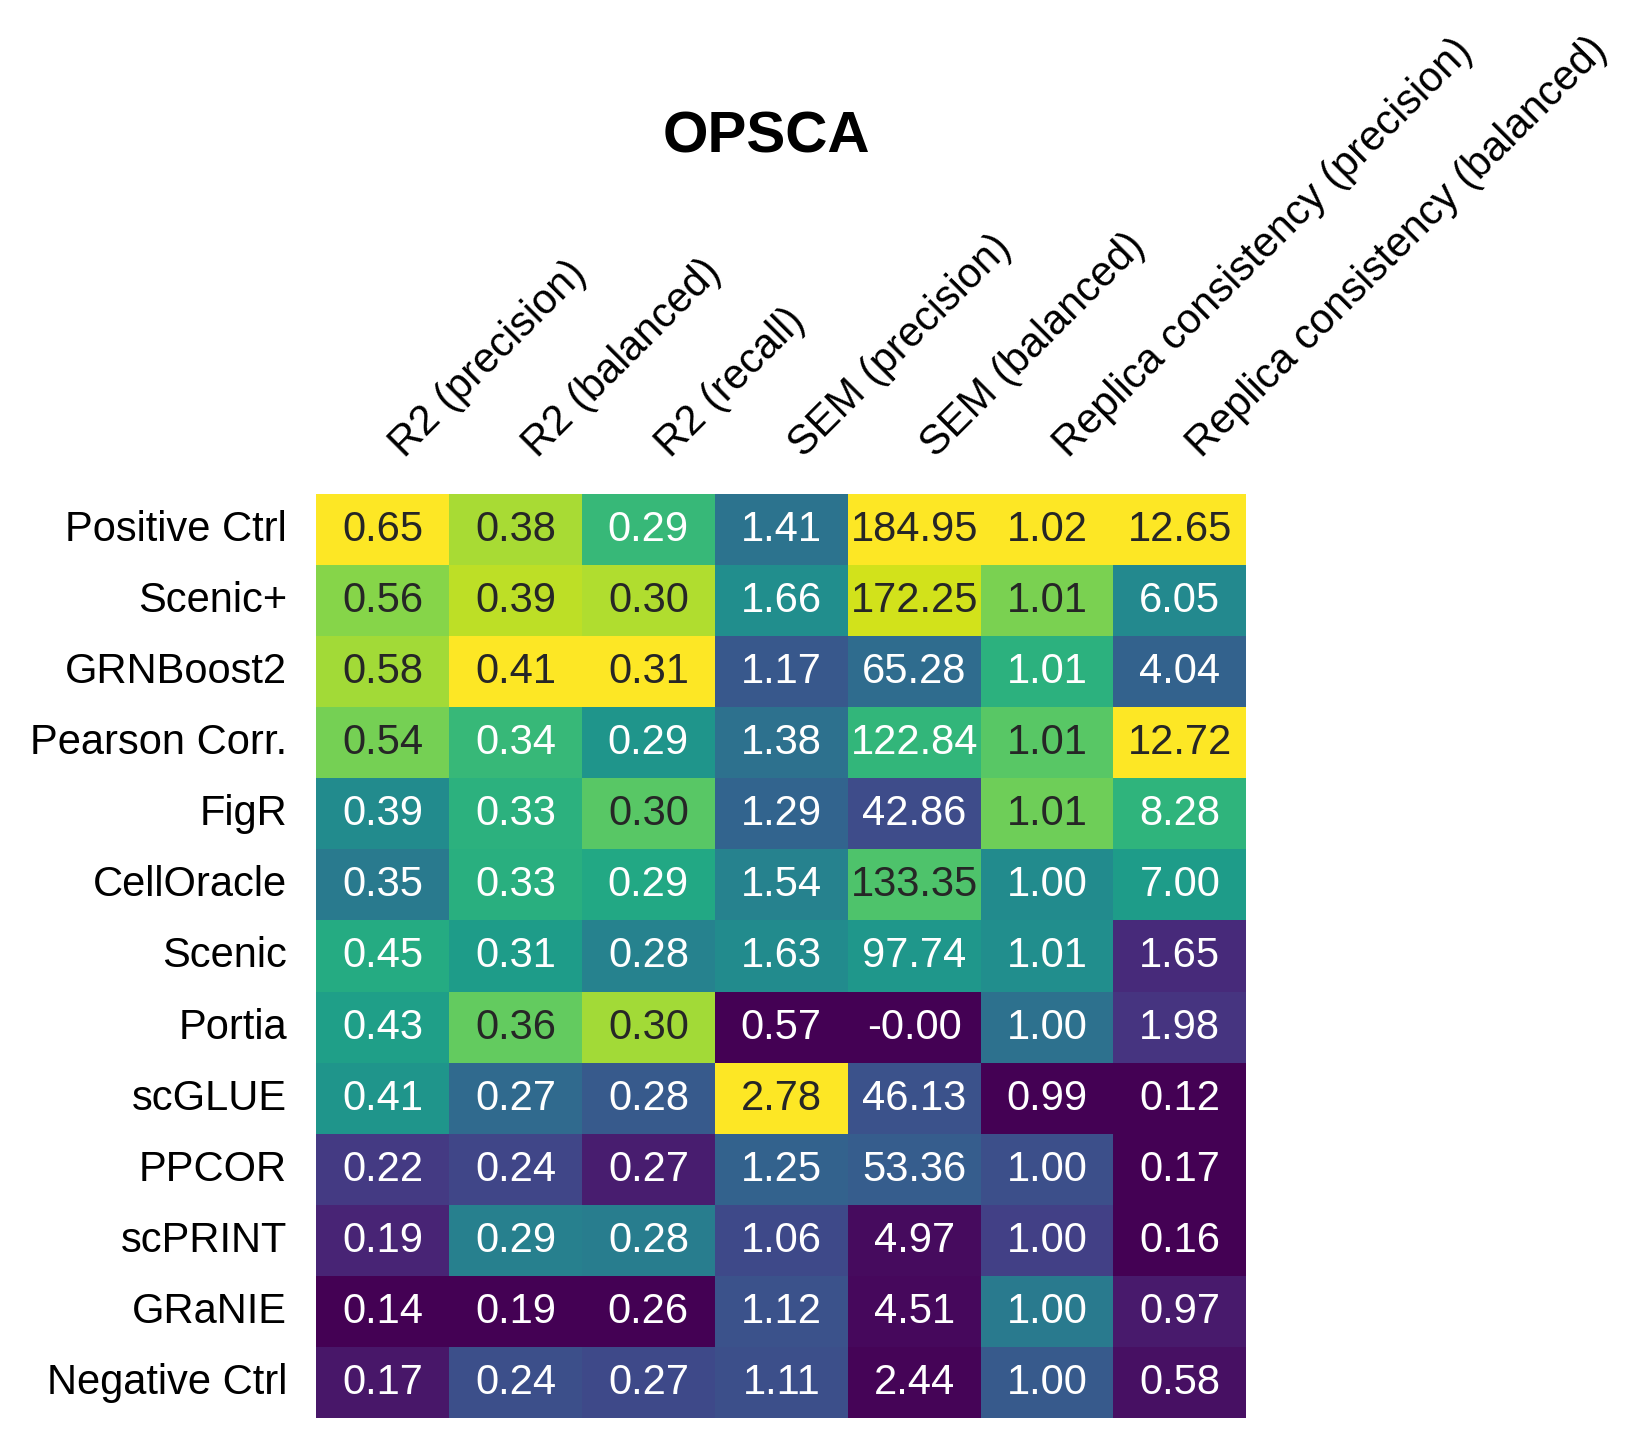 OPSCA
R2 (precision)
R2 (balanced)
R2 (recall)
SEM (precision)
SEM (balanced)
Replica consistency (precision)
Replica consistency (balanced)
Positive Ctrl 0.65 0.38 0.29 1.41 184.95 1.02 12.65
Scenic+ 0.56 0.39 0.30 1.66 172.25 1.01 6.05
GRNBoost2 0.58 0.41 0.31 1.17 65.28 1.01 4.04
Pearson Corr. 0.54 0.34 0.29 1.38 122.84 1.01 12.72
FigR 0.39 0.33 0.30 1.29 42.86 1.01 8.28
CellOracle 0.35 0.33 0.29 1.54 133.35 1.00 7.00
Scenic 0.45 0.31 0.28 1.63 97.74 1.01 1.65
Portia 0.43 0.36 0.30 0.57 -0.00 1.00 1.98
scGLUE 0.41 0.27 0.28 2.78 46.13 0.99 0.12
PPCOR 0.22 0.24 0.27 1.25 53.36 1.00 0.17
scPRINT 0.19 0.29 0.28 1.06 4.97 1.00 0.16
GRaNIE 0.14 0.19 0.26 1.12 4.51 1.00 0.97
Negative Ctrl 0.17 0.24 0.27 1.11 2.44 1.00 0.58